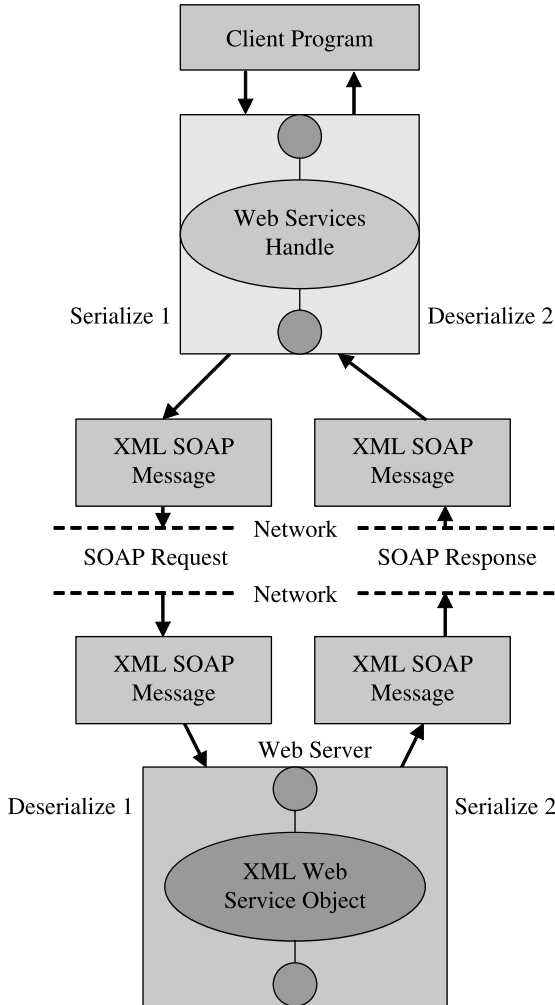 Client Program
Web Services
Handle
Serialize 1
Deserialize 2
XML SOAP
Message
XML SOAP
Message
Network
SOAP Request
SOAP Response
Network
XML SOAP
Message
XML SOAP
Message
Web Server
Deserialize 1
Serialize 2
XML Web
Service Object